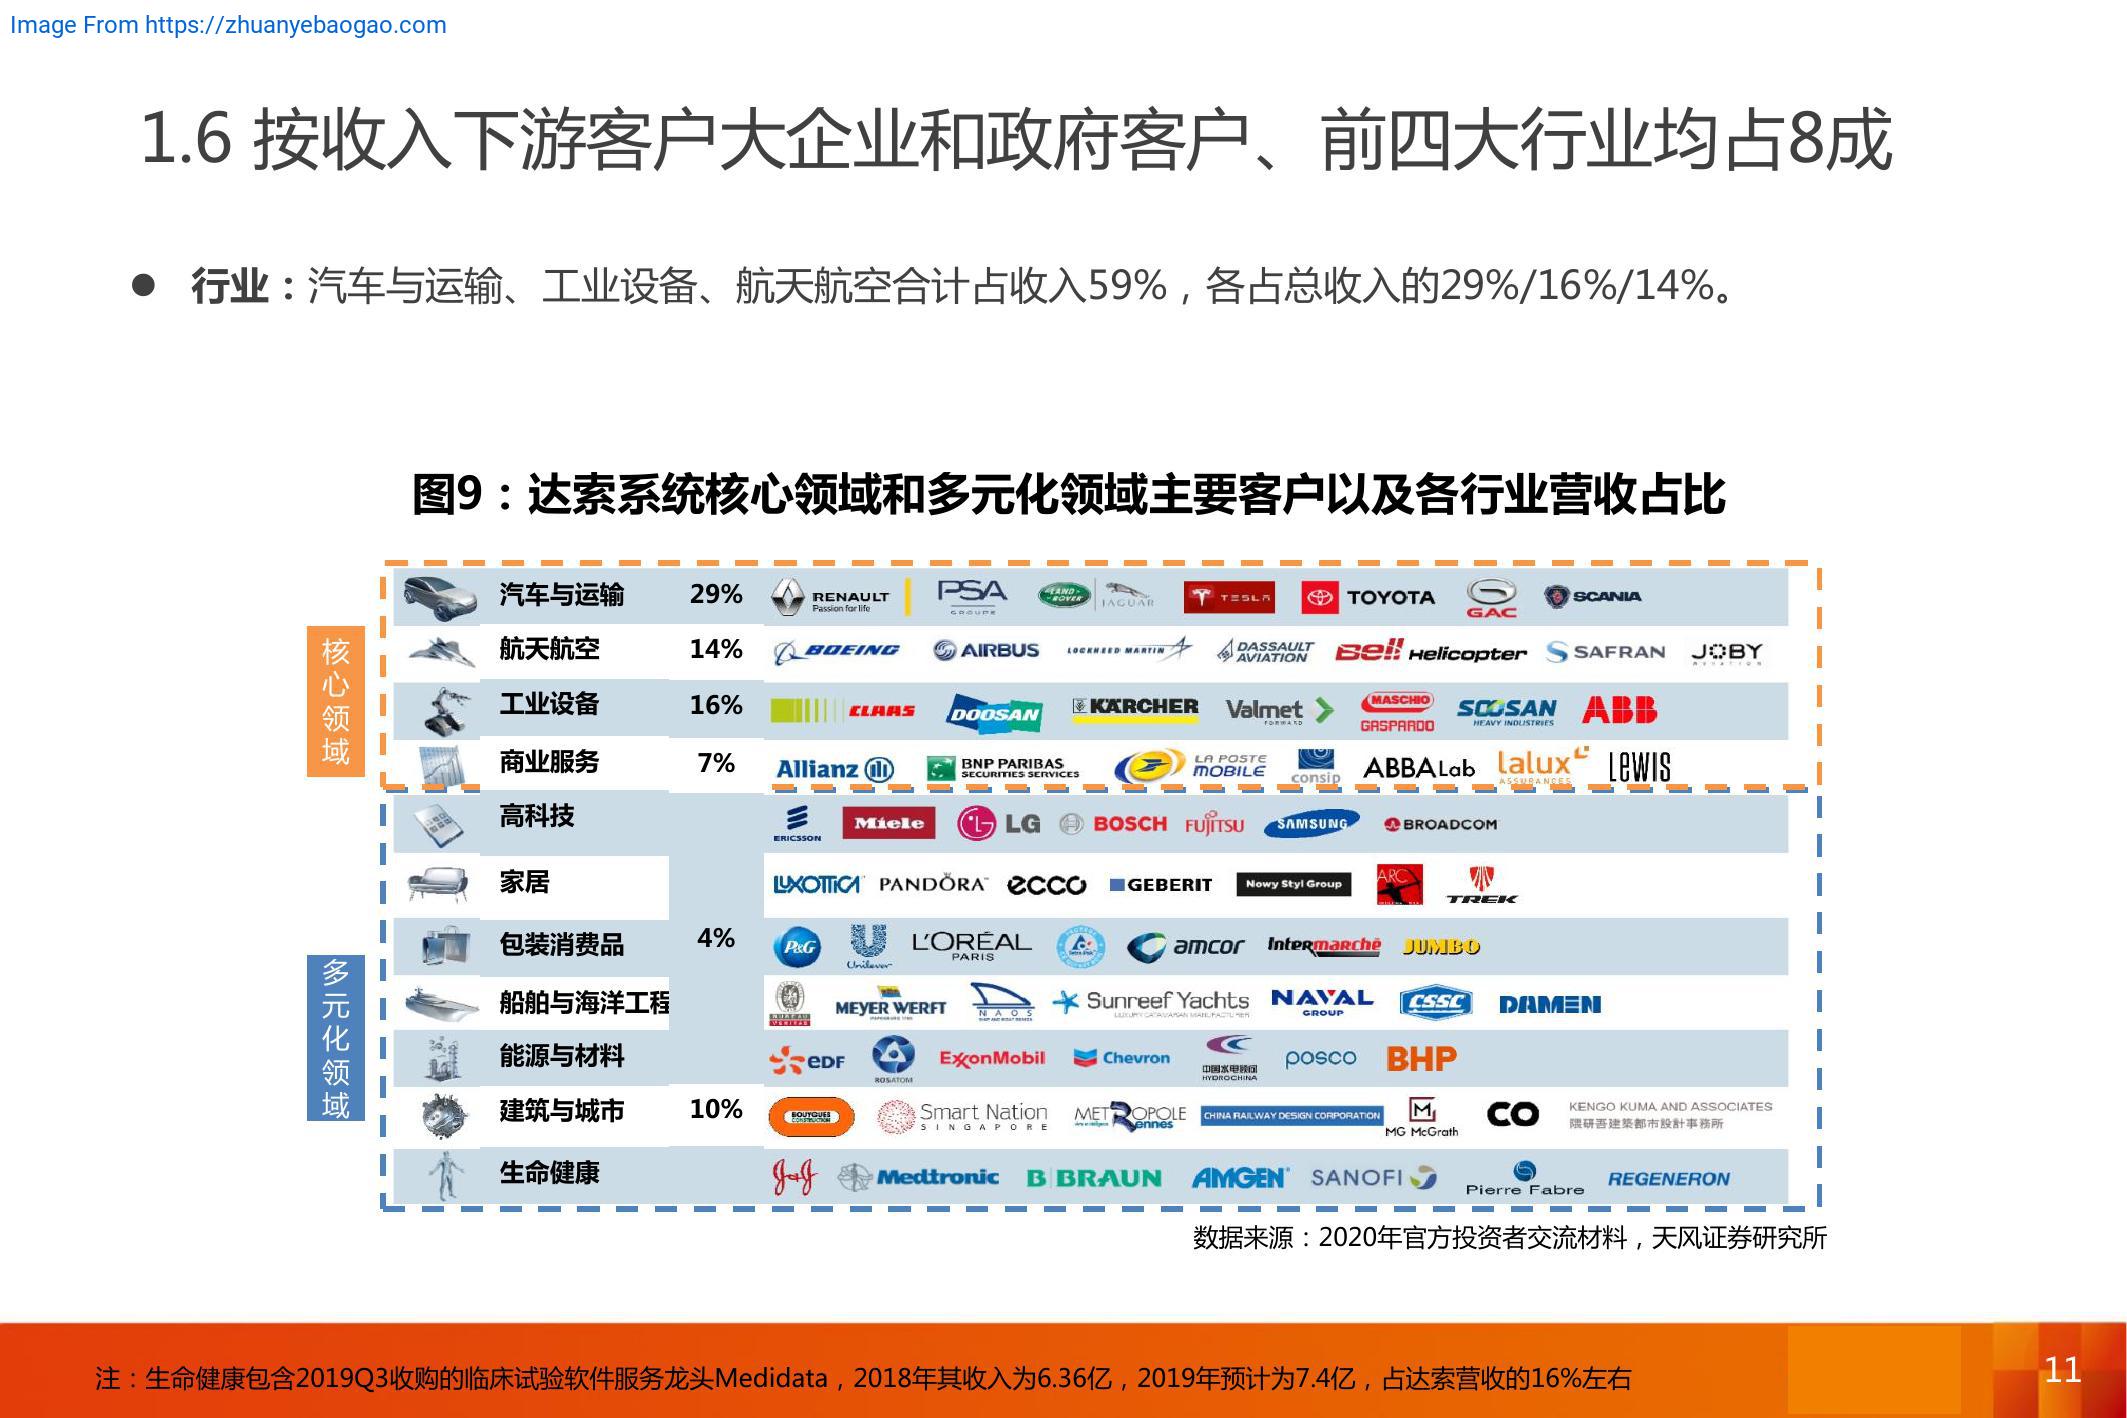 Image From https://zhuanyebaogao.com
1.6 按收入下游客户大企业和政府客户、前四大行业均占8成
● 行业：汽车与运输、工业设备、航天航空合计占收入59%，各占总收入的29%/16%/14%。
图9：达索系统核心领域和多元化领域主要客户以及各行业营收占比
核心领域
汽车与运输 29% RENAULT Passion for life PSA GROUPE LAND ROVER JAGUAR TESLA TOYOTA GAC SCANIA
航天航空 14% BOEING AIRBUS LOCKHEED MARTIN DASSAULT AVIATION Bell Helicopter SAFRAN JOBY AVIATION
工业设备 16% CLAAS DOOSAN KÄRCHER Valmet FORWARD MASCHIO GASPARDO SOOSAN HEAVY INDUSTRIES ABB
商业服务 7% Allianz BNP PARIBAS SECURITIES SERVICES LA POSTE MOBILE consip ABBALab lalux ASSURANCES LEWIS
多元化领域
高科技 ERICSSON Miele LG BOSCH FUJITSU SAMSUNG BROADCOM
家居 LUXOTTICA PANDÖRA ecco GEBERIT Nowy Styl Group ARC TREK
包装消费品 4% P&G Unilever L'ORÉAL PARIS Tetra Pak amcor Intermarchē JUMBO
船舶与海洋工程 BUREAU VERITAS MEYER WERFT NAOS Sunreef Yachts LUXURY CATAMARAN MANUFACTURER NAVAL GROUP CSSC DAMEN
能源与材料 eDF ROSATOM ExxonMobil Chevron 中国水电顾问 HYDROCHINA posco BHP
建筑与城市 10% BOUYGUES CONSTRUCTION Smart Nation SINGAPORE METROPOLE Rennes CHINA RAILWAY DESIGN CORPORATION MG McGrath CO KENGO KUMA AND ASSOCIATES 隈研吾建築都市設計事務所
生命健康 J&J Medtronic B BRAUN AMGEN SANOFI Pierre Fabre REGENERON
数据来源：2020年官方投资者交流材料，天风证券研究所
注：生命健康包含2019Q3收购的临床试验软件服务龙头Medidata，2018年其收入为6.36亿，2019年预计为7.4亿，占达索营收的16%左右
11